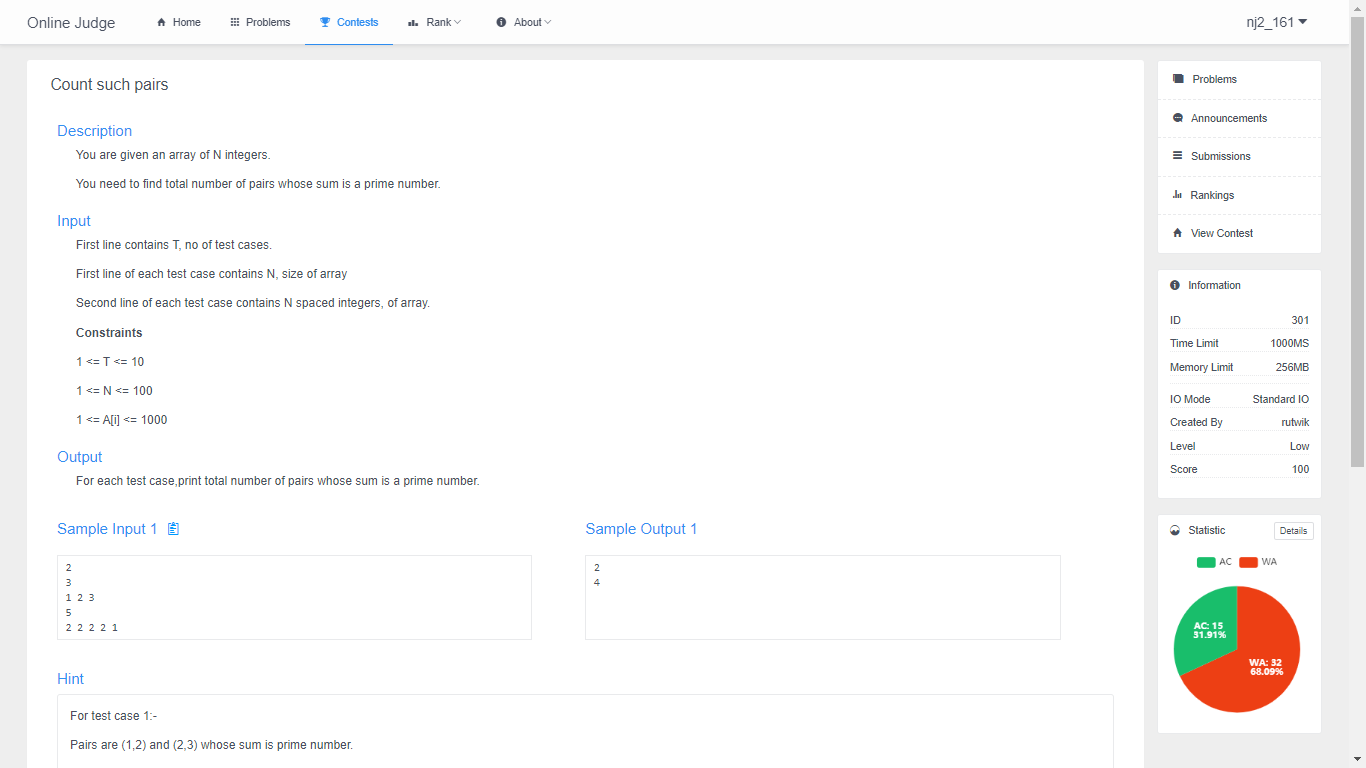 Online Judge
Home
Problems
Contests
Rank
About
nj2_161
Count such pairs
Description
You are given an array of N integers.
You need to find total number of pairs whose sum is a prime number.
Input
First line contains T, no of test cases.
First line of each test case contains N, size of array
Second line of each test case contains N spaced integers, of array.
Constraints
1 <= T <= 10
1 <= N <= 100
1 <= A[i] <= 1000
Output
For each test case,print total number of pairs whose sum is a prime number.
Sample Input 1
2
3
1 2 3
5
2 2 2 2 1
Sample Output 1
2
4
Hint
For test case 1:-
Pairs are (1,2) and (2,3) whose sum is prime number.
Problems
Announcements
Submissions
Rankings
View Contest
Information
ID 301
Time Limit 1000MS
Memory Limit 256MB
IO Mode Standard IO
Created By rutwik
Level Low
Score 100
Statistic Details
AC WA
AC: 15
31.91%
WA: 32
68.09%